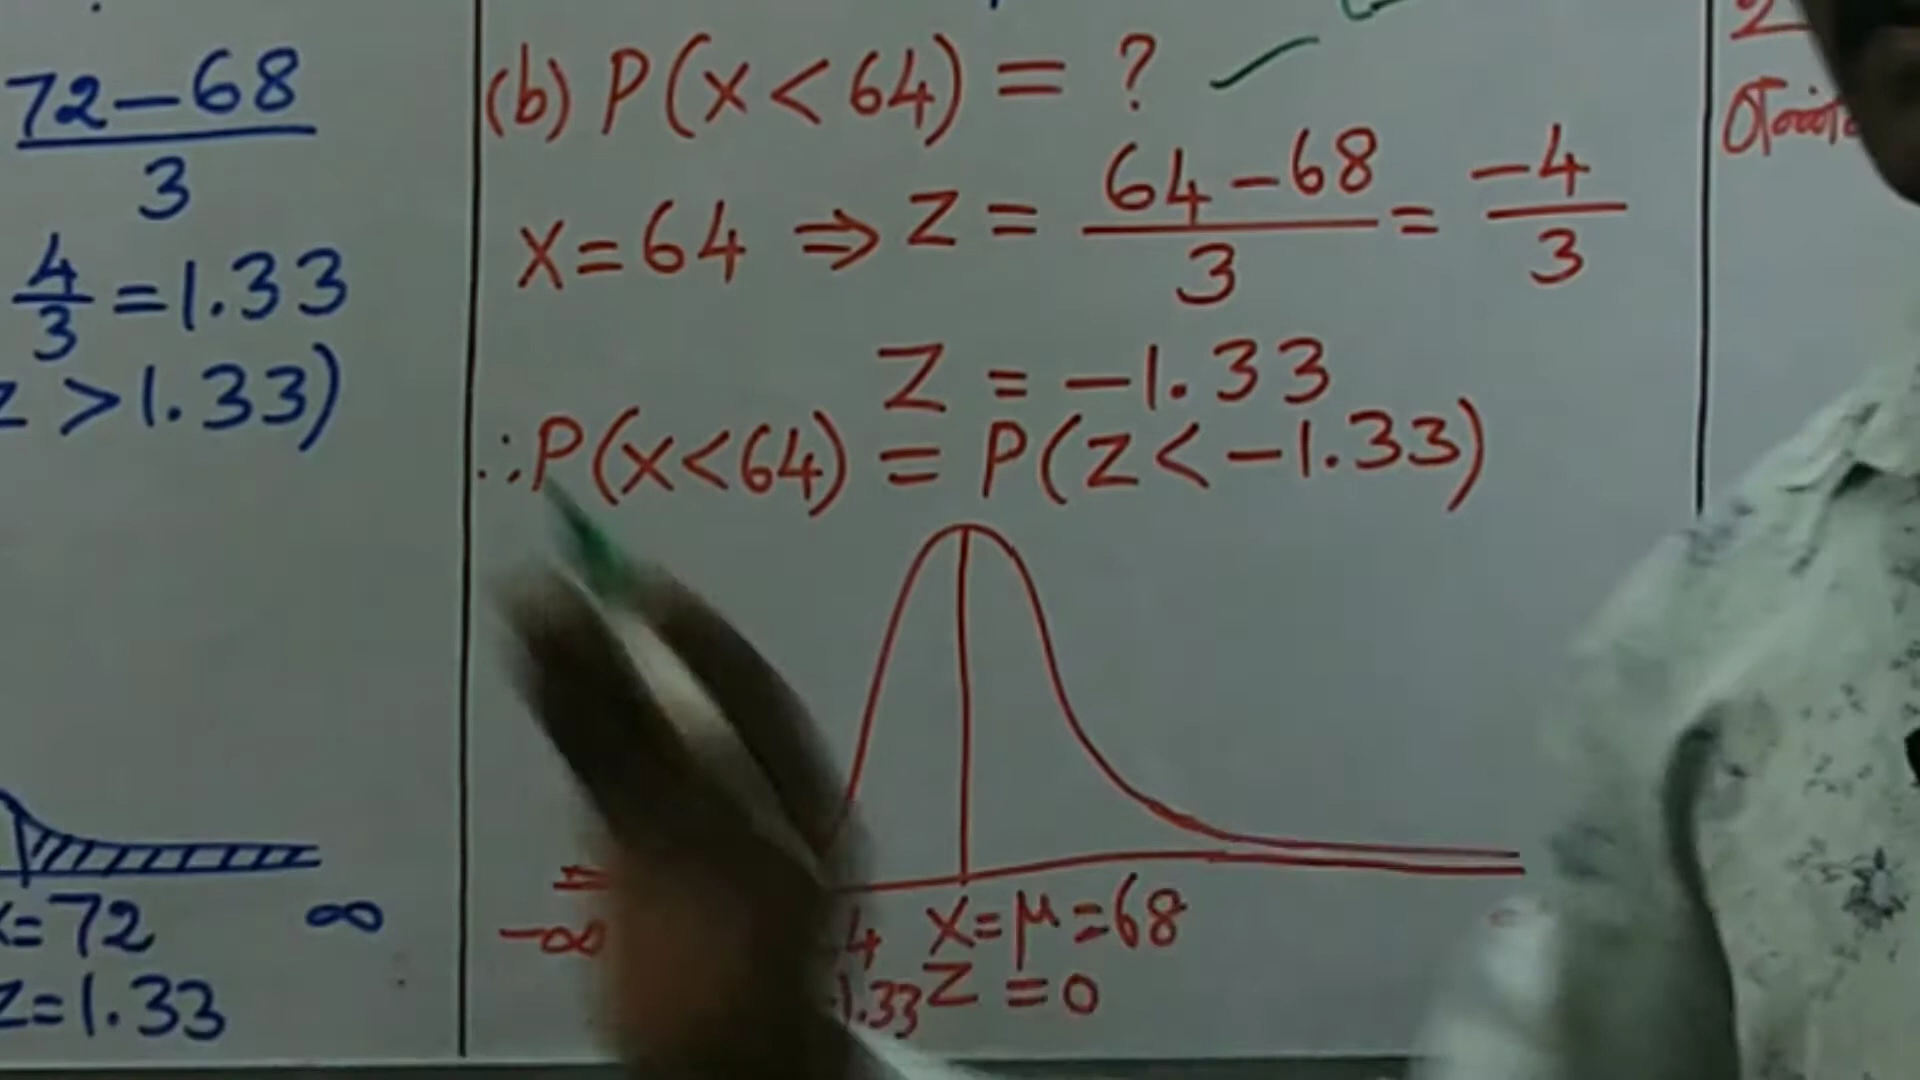 72-68
3
4/3 = 1.33
z > 1.33)
x=72 ∞
z=1.33
(b) P(x<64) = ?
x=64 ⇒ z = (64-68)/3 = -4/3
z = -1.33
∴P(x<64) = P(z<-1.33)
-∞ 4 x=μ=68
1.33 z=0
2